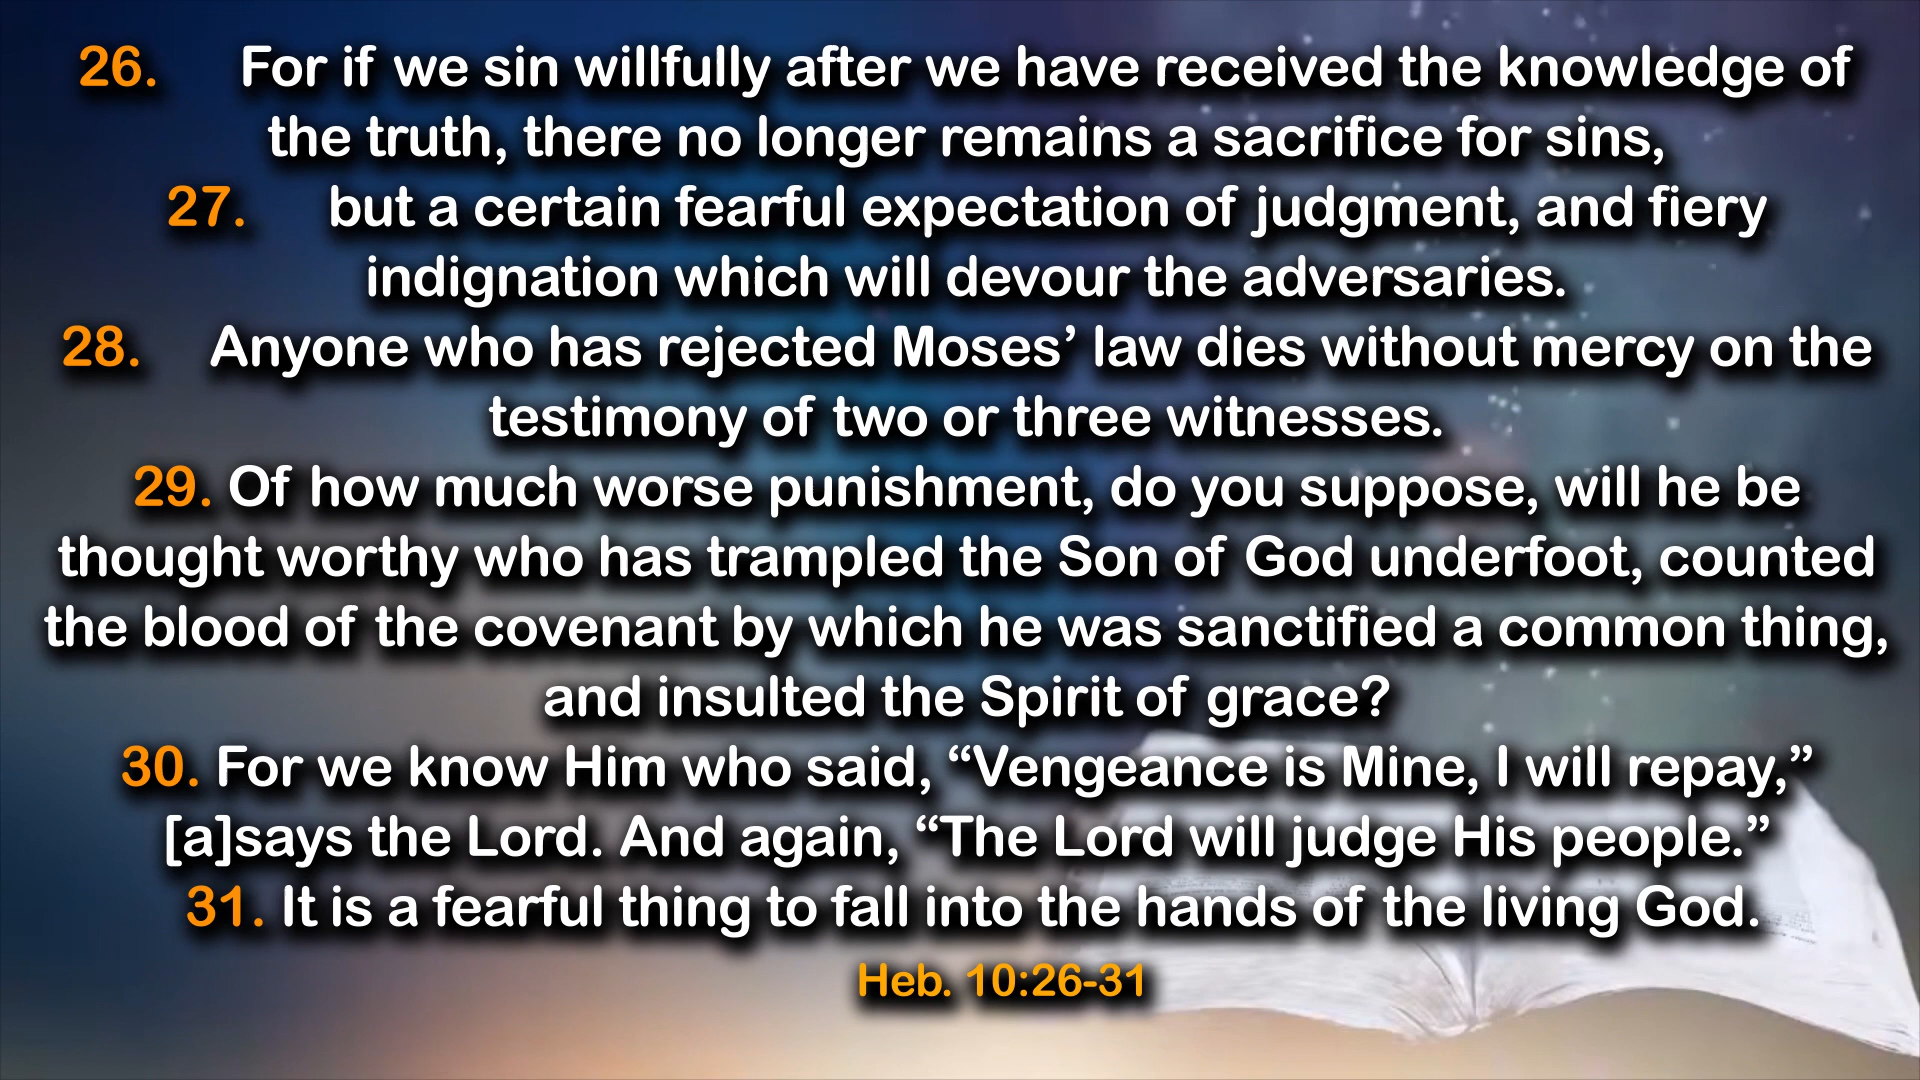 26. For if we sin willfully after we have received the knowledge of
the truth, there no longer remains a sacrifice for sins,
27. but a certain fearful expectation of judgment, and fiery
indignation which will devour the adversaries.
28. Anyone who has rejected Moses’ law dies without mercy on the
testimony of two or three witnesses.
29. Of how much worse punishment, do you suppose, will he be
thought worthy who has trampled the Son of God underfoot, counted
the blood of the covenant by which he was sanctified a common thing,
and insulted the Spirit of grace?
30. For we know Him who said, “Vengeance is Mine, I will repay,”
[a]says the Lord. And again, “The Lord will judge His people.”
31. It is a fearful thing to fall into the hands of the living God.
Heb. 10:26-31